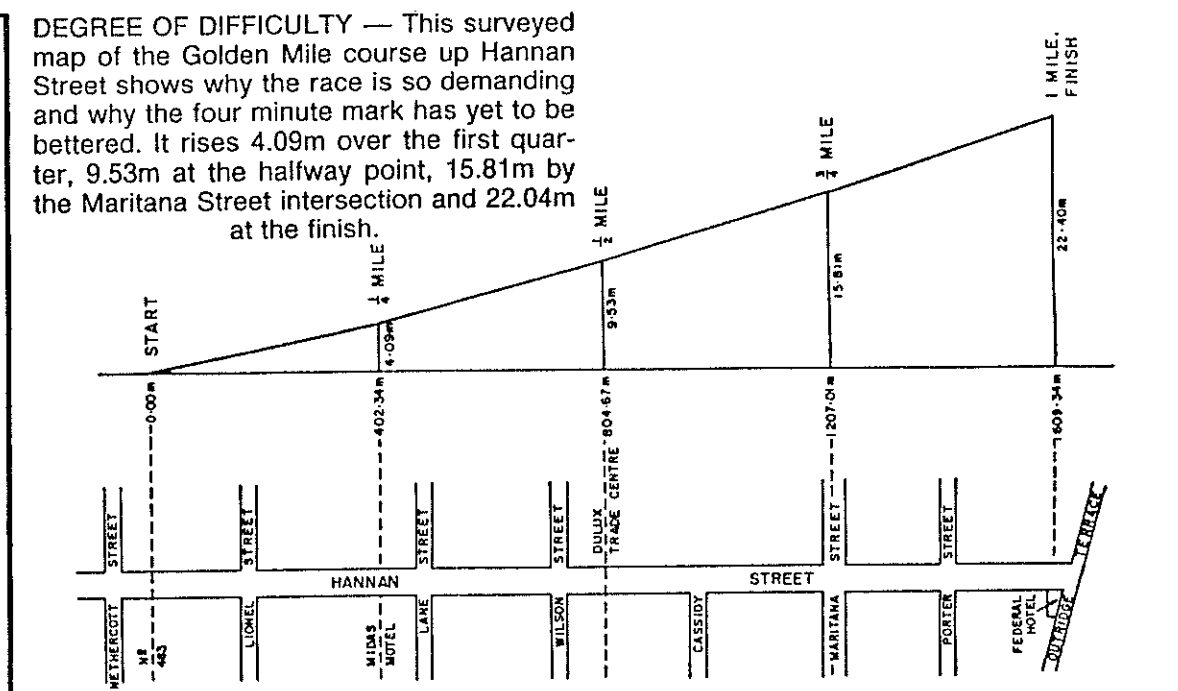 DEGREE OF DIFFICULTY — This surveyed
map of the Golden Mile course up Hannan
Street shows why the race is so demanding
and why the four minute mark has yet to be
bettered. It rises 4.09m over the first quar-
ter, 9.53m at the halfway point, 15.81m by
the Maritana Street intersection and 22.04m
at the finish.
START
1/4 MILE
1/2 MILE
3/4 MILE
1 MILE.
FINISH
4·09m
9·53m
15·81m
22·40m
0·00m
402·34m
804·67m
1207·01m
1609·34m
STREET
STREET
STREET
STREET
DULUX
TRADE CENTRE
STREET
STREET
TERRACE
HANNAN STREET
NETHERCOTT
Nº
483
LIONEL
MIDAS
MOTEL
LANE
WILSON
CASSIDY
MARITANA
PORTER
FEDERAL
HOTEL
OUTRIDGE